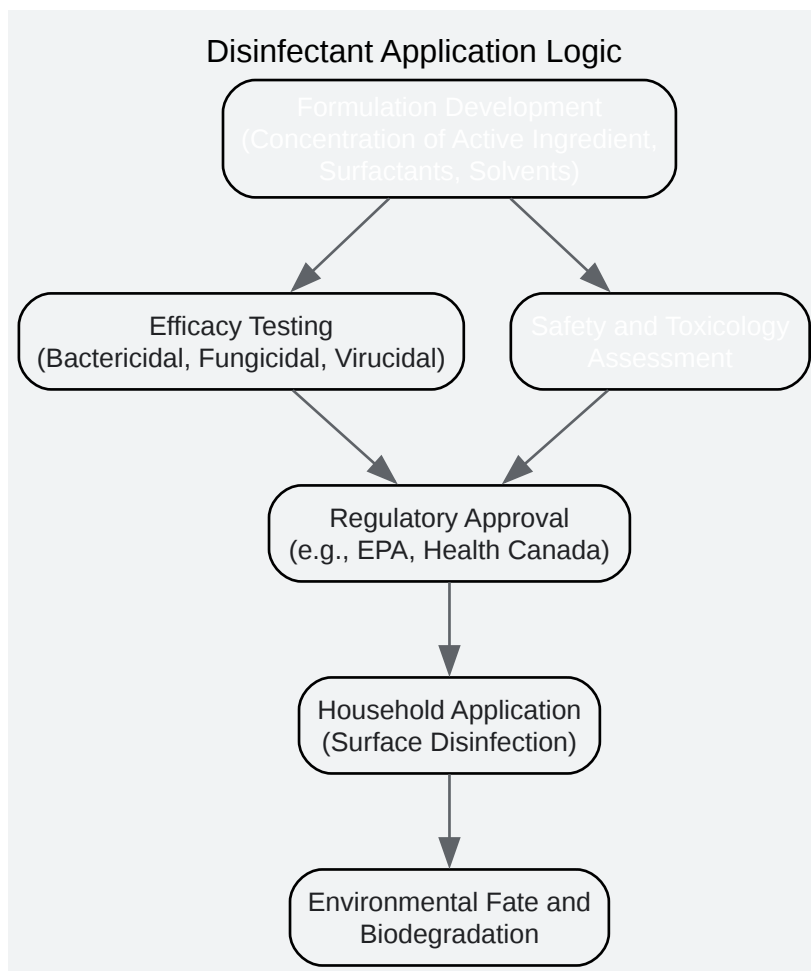 Disinfectant Application Logic
Formulation Development
(Concentration of Active Ingredient,
Surfactants, Solvents)
Efficacy Testing
(Bactericidal, Fungicidal, Virucidal)
Safety and Toxicology
Assessment
Regulatory Approval
(e.g., EPA, Health Canada)
Household Application
(Surface Disinfection)
Environmental Fate and
Biodegradation